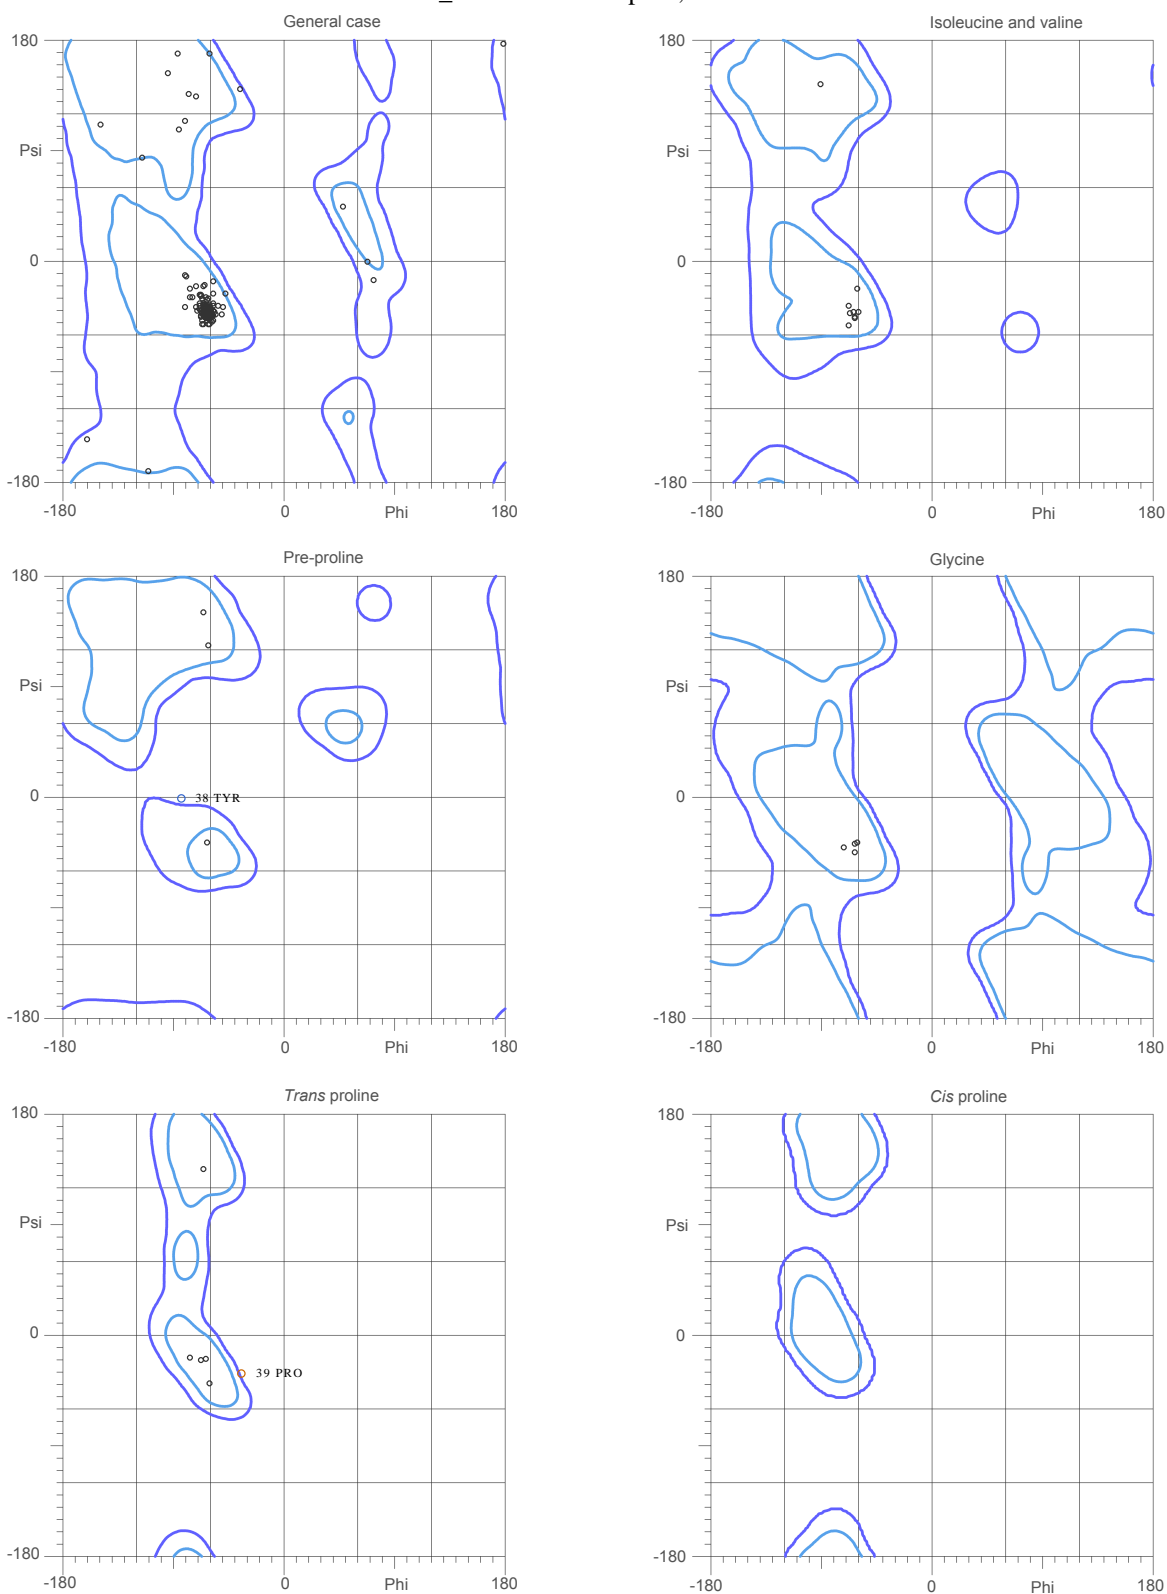 General case
Isoleucine and valine
180
180
Psi
Psi
0
0
-180
-180
-180
0
Phi
180
-180
0
Phi
180
Pre-proline
Glycine
180
180
Psi
Psi
0
38 TYR
0
-180
-180
-180
0
Phi
180
-180
0
Phi
180
Trans proline
Cis proline
180
180
Psi
Psi
0
0
39 PRO
-180
-180
-180
0
Phi
180
-180
0
Phi
180